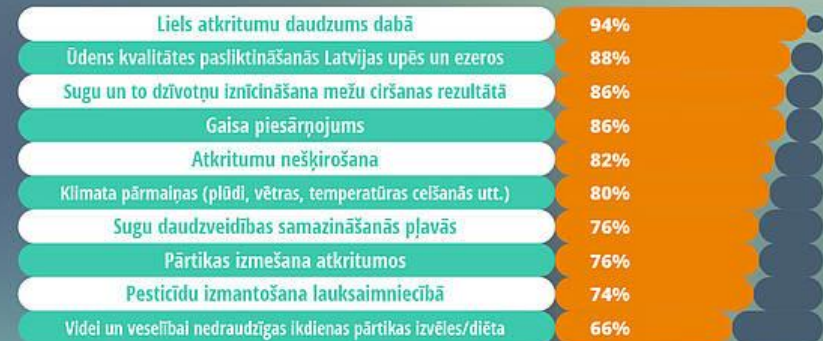 Liels atkritumu daudzums dabā 94%
Ūdens kvalitātes pasliktināšanās Latvijas upēs un ezeros 88%
Sugu un to dzīvotņu iznīcināšana mežu ciršanas rezultātā 86%
Gaisa piesārņojums 86%
Atkritumu nešķirošana 82%
Klimata pārmaiņas (plūdi, vētras, temperatūras celšanās utt.) 80%
Sugu daudzveidības samazināšanās pļavās 76%
Pārtikas izmešana atkritumos 76%
Pesticīdu izmantošana lauksaimniecībā 74%
Videi un veselībai nedraudzīgas ikdienas pārtikas izvēles/diēta 66%